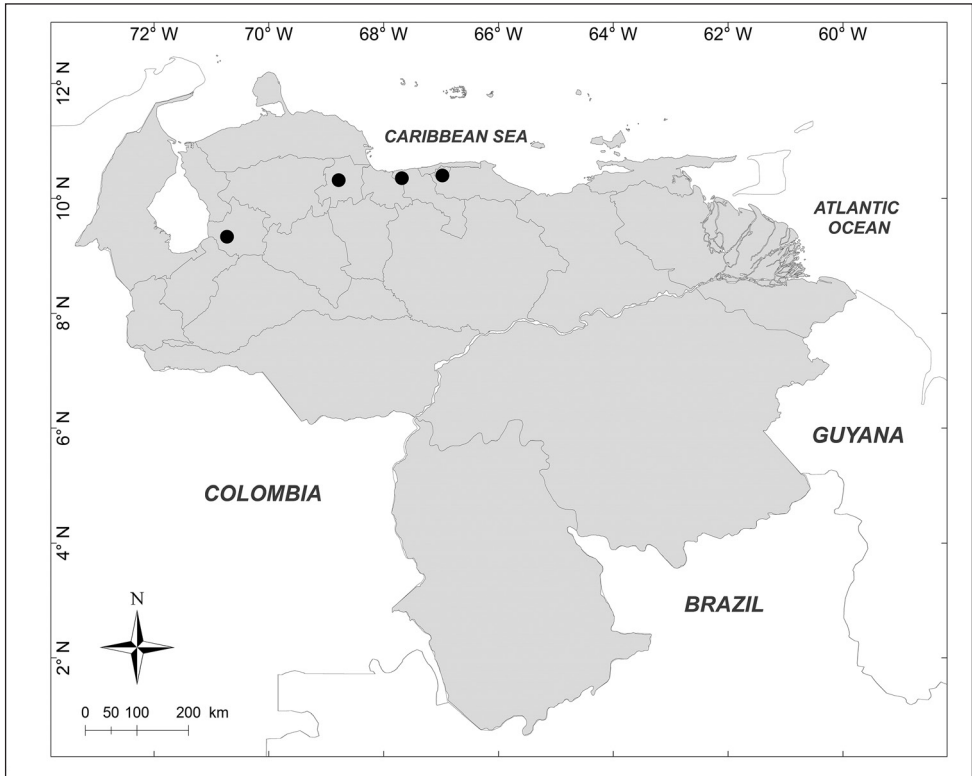 72° W 70° W 68° W 66° W 64° W 62° W 60° W
12° N
CARIBBEAN SEA
10° N
ATLANTIC
OCEAN
8° N
6° N
GUYANA
COLOMBIA
4° N
BRAZIL
N
2° N
0 50 100 200 km